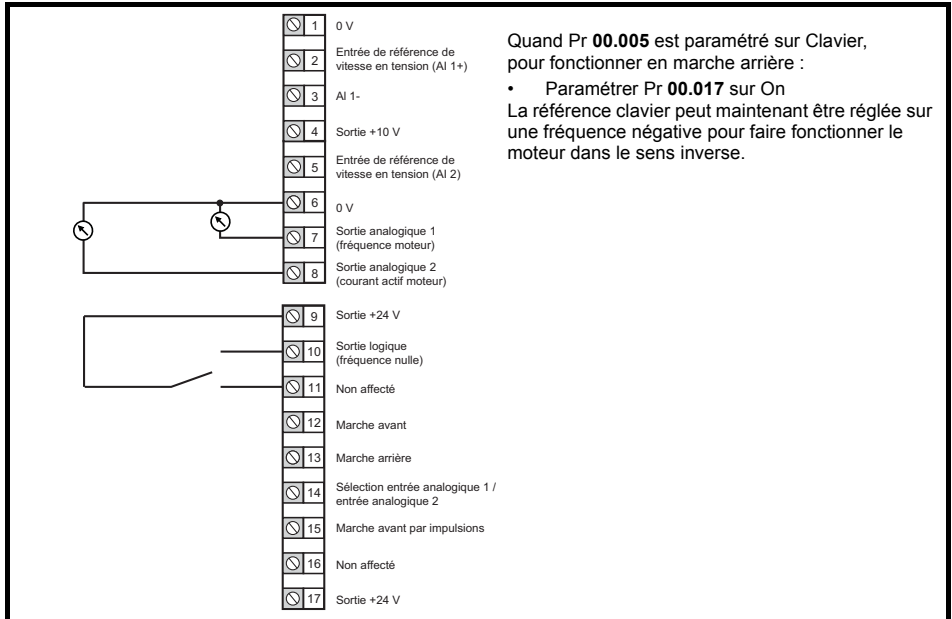 1 0 V
2 Entrée de référence de
vitesse en tension (AI 1+)
3 AI 1-
4 Sortie +10 V
5 Entrée de référence de
vitesse en tension (AI 2)
6 0 V
7 Sortie analogique 1
(fréquence moteur)
8 Sortie analogique 2
(courant actif moteur)
9 Sortie +24 V
10 Sortie logique
(fréquence nulle)
11 Non affecté
12 Marche avant
13 Marche arrière
14 Sélection entrée analogique 1 /
entrée analogique 2
15 Marche avant par impulsions
16 Non affecté
17 Sortie +24 V
Quand Pr 00.005 est paramétré sur Clavier,
pour fonctionner en marche arrière :
• Paramétrer Pr 00.017 sur On
La référence clavier peut maintenant être réglée sur
une fréquence négative pour faire fonctionner le
moteur dans le sens inverse.